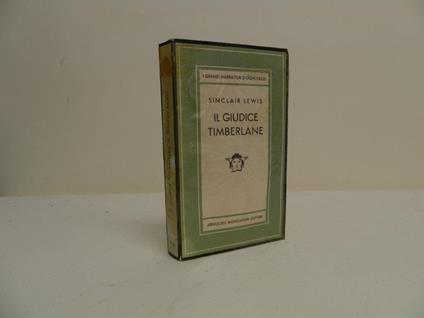 I GRANDI NARRATORI D'OGNI PAESE
SINCLAIR LEWIS
IL GIUDICE
TIMBERLANE
ARNOLDO MONDADORI EDITORE